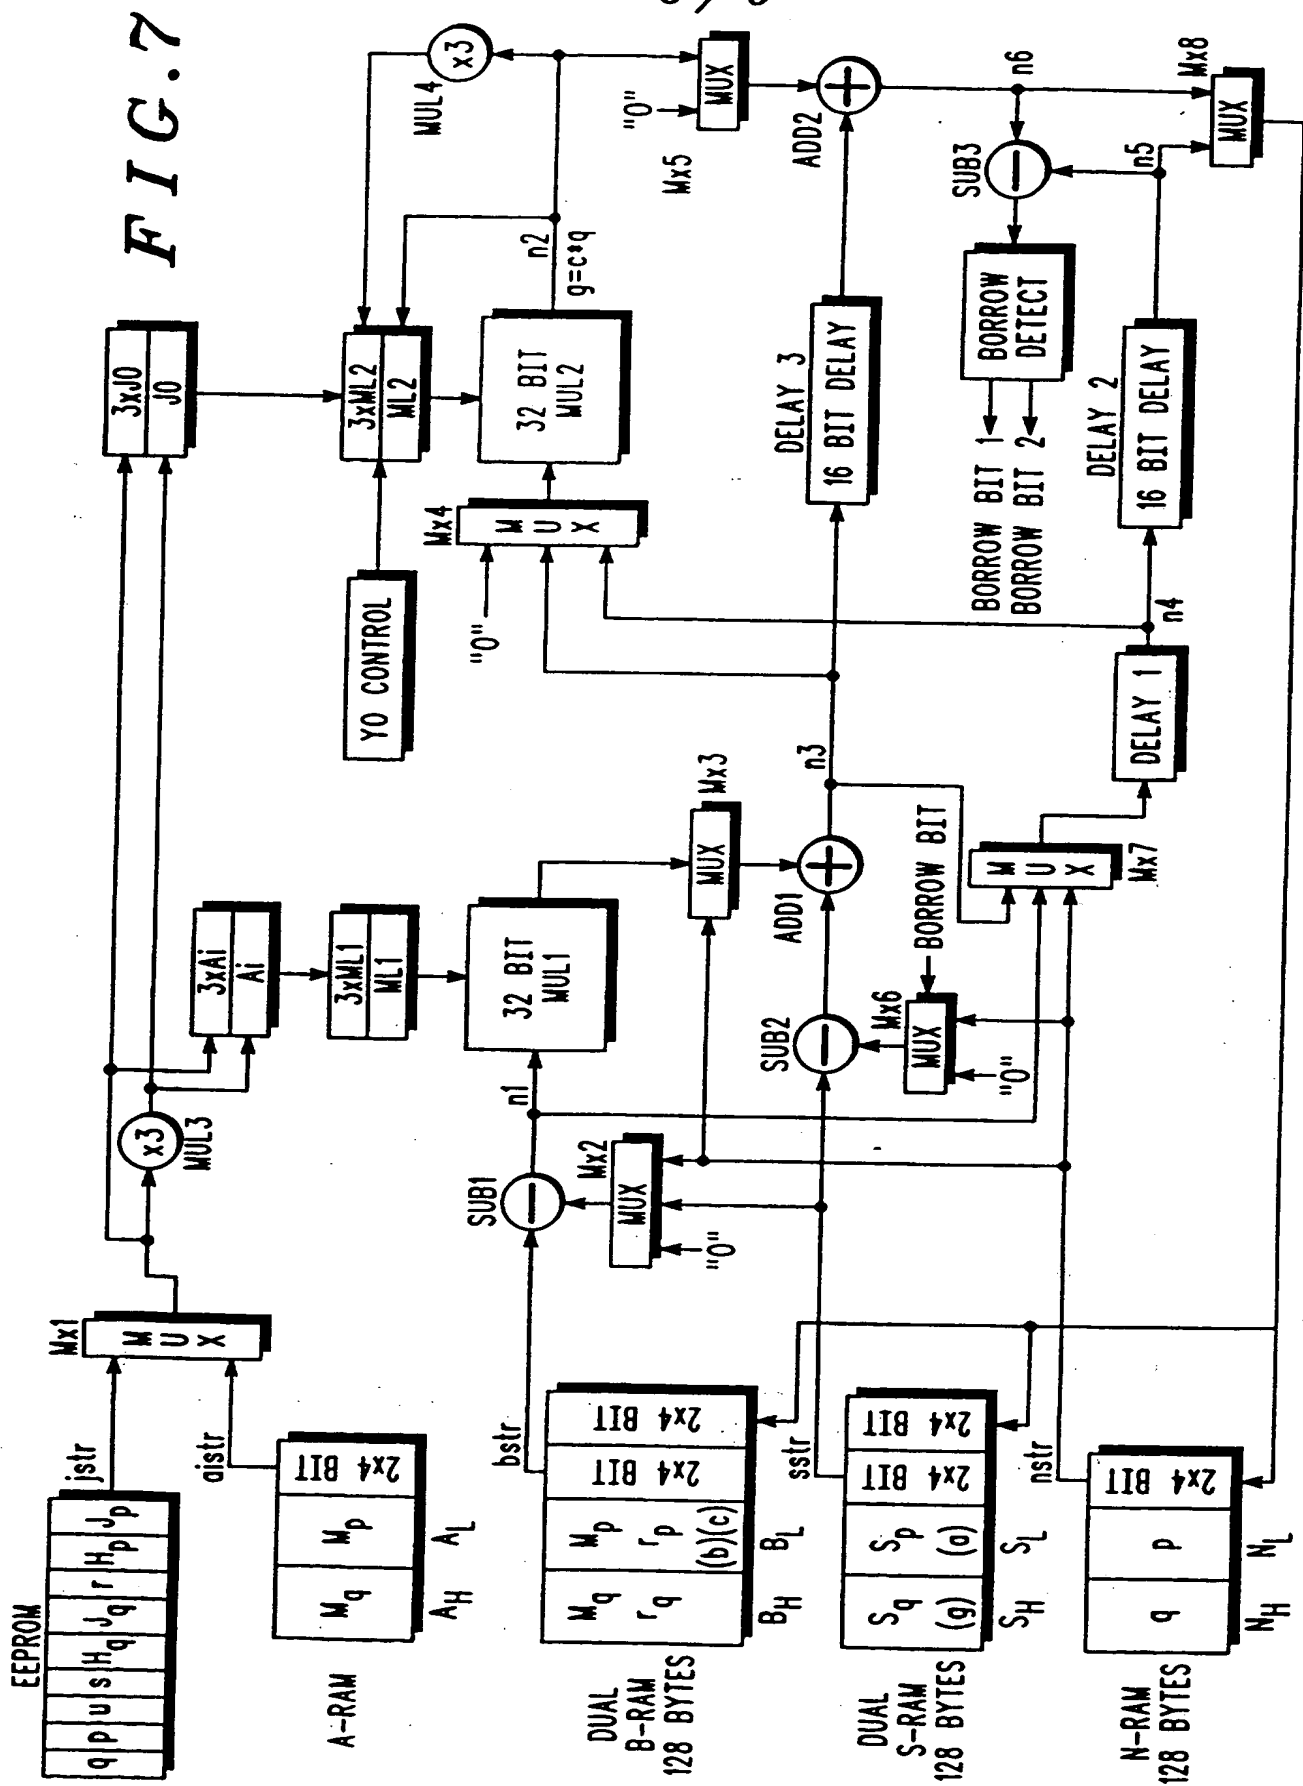 FIG.7
EEPROM
q p u s Hq Jq r Hp Jp
jstr
Mx1
MUX
A-RAM
Mq Mp 2x4 BIT
AH AL
aistr
x3
MUL3
3xAi
Ai
3xML1
ML1
3xJ0
J0
DUAL
B-RAM
128 BYTES
Mq Mp 2x4 BIT 2x4 BIT
rq rp
(b)(c)
BH BL
bstr
SUB1
n1
Mx2
MUX
"0"
32 BIT
MUL1
Mx3
MUX
Y0 CONTROL
3xML2
ML2
Mx4
MUX
"0"
32 BIT
MUL2
n2
g=c*q
x3
MUL4
"0"
MUX
Mx5
DUAL
S-RAM
128 BYTES
Sq Sp 2x4 BIT 2x4 BIT
(g) (a)
SH SL
sstr
SUB2
Mx6
MUX
"0"
BORROW BIT
ADD1
n3
DELAY 3
16 BIT DELAY
ADD2
n6
N-RAM
128 BYTES
q p 2x4 BIT
NH NL
nstr
MUX
Mx7
DELAY 1
n4
DELAY 2
16 BIT DELAY
n5
SUB3
BORROW
DETECT
BORROW BIT 1
BORROW BIT 2
MUX
Mx8